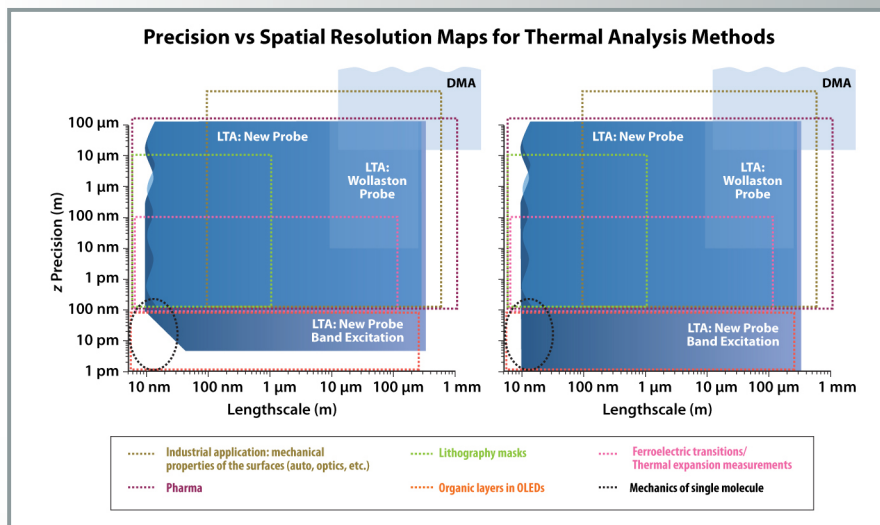 Precision vs Spatial Resolution Maps for Thermal Analysis Methods
DMA
100 µm
10 µm
1 µm
100 nm
10 nm
1 pm
100 nm
10 pm
1 pm
z Precision (m)
LTA: New Probe
LTA:
Wollaston
Probe
LTA: New Probe
Band Excitation
10 nm
100 nm
1 µm
10 µm
100 µm
1 mm
Lengthscale (m)
DMA
LTA: New Probe
LTA:
Wollaston
Probe
LTA: New Probe
Band Excitation
10 nm
100 nm
1 µm
10 µm
100 µm
1 mm
Lengthscale (m)
Industrial application: mechanical
properties of the surfaces (auto, optics, etc.)
Pharma
Lithography masks
Organic layers in OLEDs
Ferroelectric transitions/
Thermal expansion measurements
Mechanics of single molecule